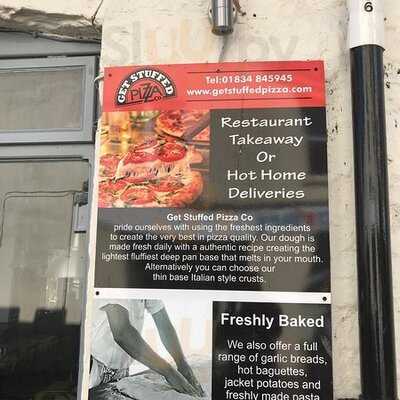 6
GET STUFFED
PIZZA
Tel:01834 845945
www.getstuffedpizza.com
Restaurant
Takeaway
Or
Hot Home
Deliveries
Get Stuffed Pizza Co
pride ourselves with using the freshest ingredients
to create the very best in pizza quality. Our dough is
made fresh daily with a authentic recipe creating the
lightest fluffiest deep pan base that melts in your mouth.
Alternatively you can choose our
thin base Italian style crusts.
Freshly Baked
We also offer a full
range of garlic breads,
hot baguettes,
jacket potatoes and
freshly made pasta